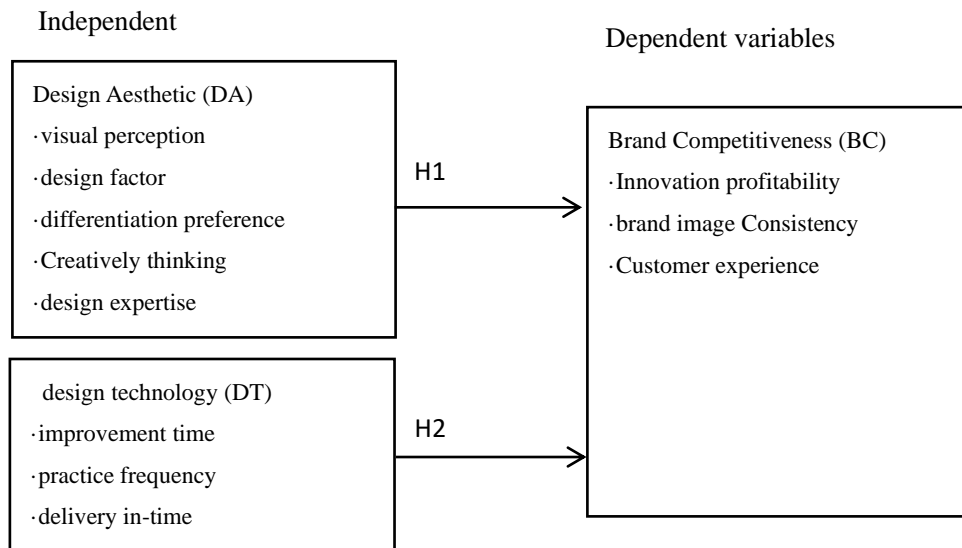 Independent
Design Aesthetic (DA)
·visual perception
·design factor
·differentiation preference
·Creatively thinking
·design expertise
H1
design technology (DT)
·improvement time
·practice frequency
·delivery in-time
H2
Dependent variables
Brand Competitiveness (BC)
·Innovation profitability
·brand image Consistency
·Customer experience